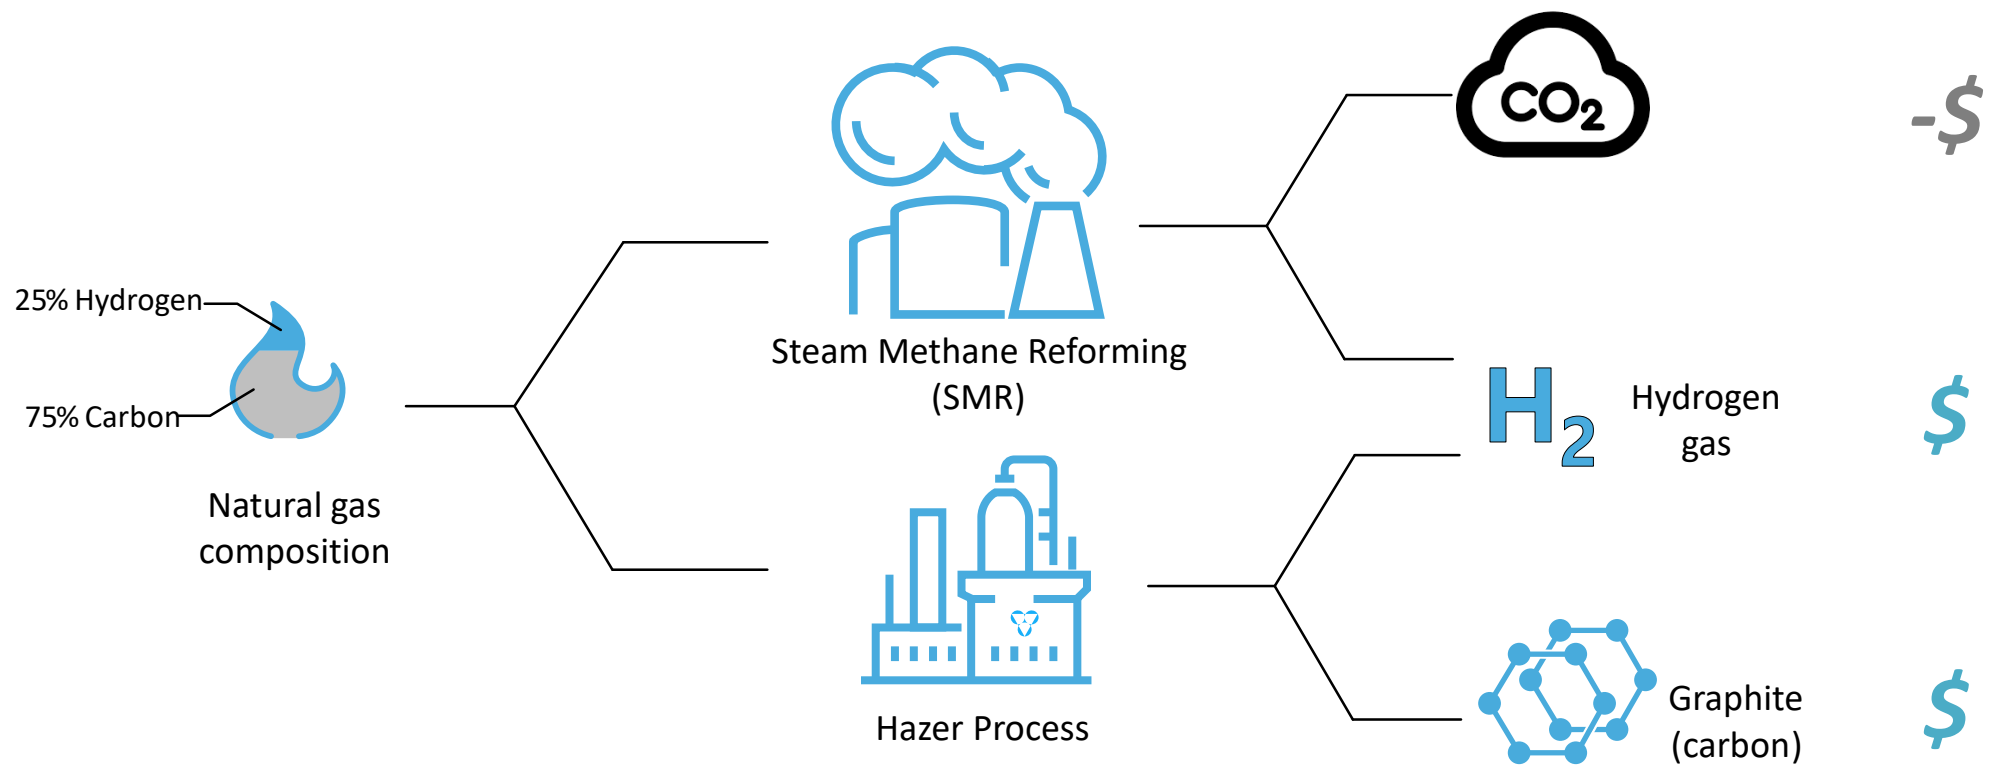 25% Hydrogen
75% Carbon
Natural gas
composition
Steam Methane Reforming
(SMR)
Hazer Process
CO2
-$
H2
Hydrogen
gas
$
Graphite
(carbon)
$